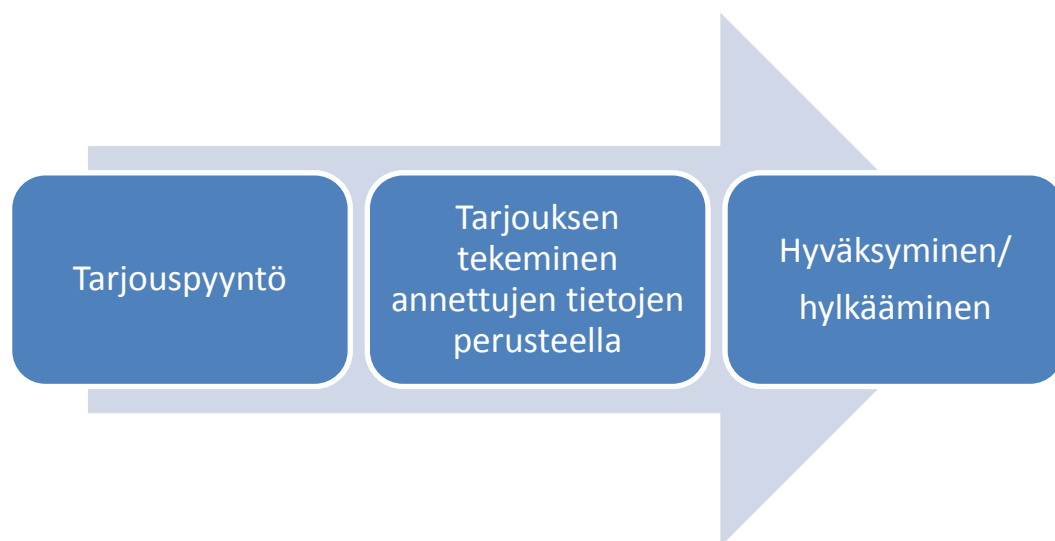 Tarjouspyyntö
Tarjouksen
tekeminen
annettujen tietojen
perusteella
Hyväksyminen/
hylkääminen